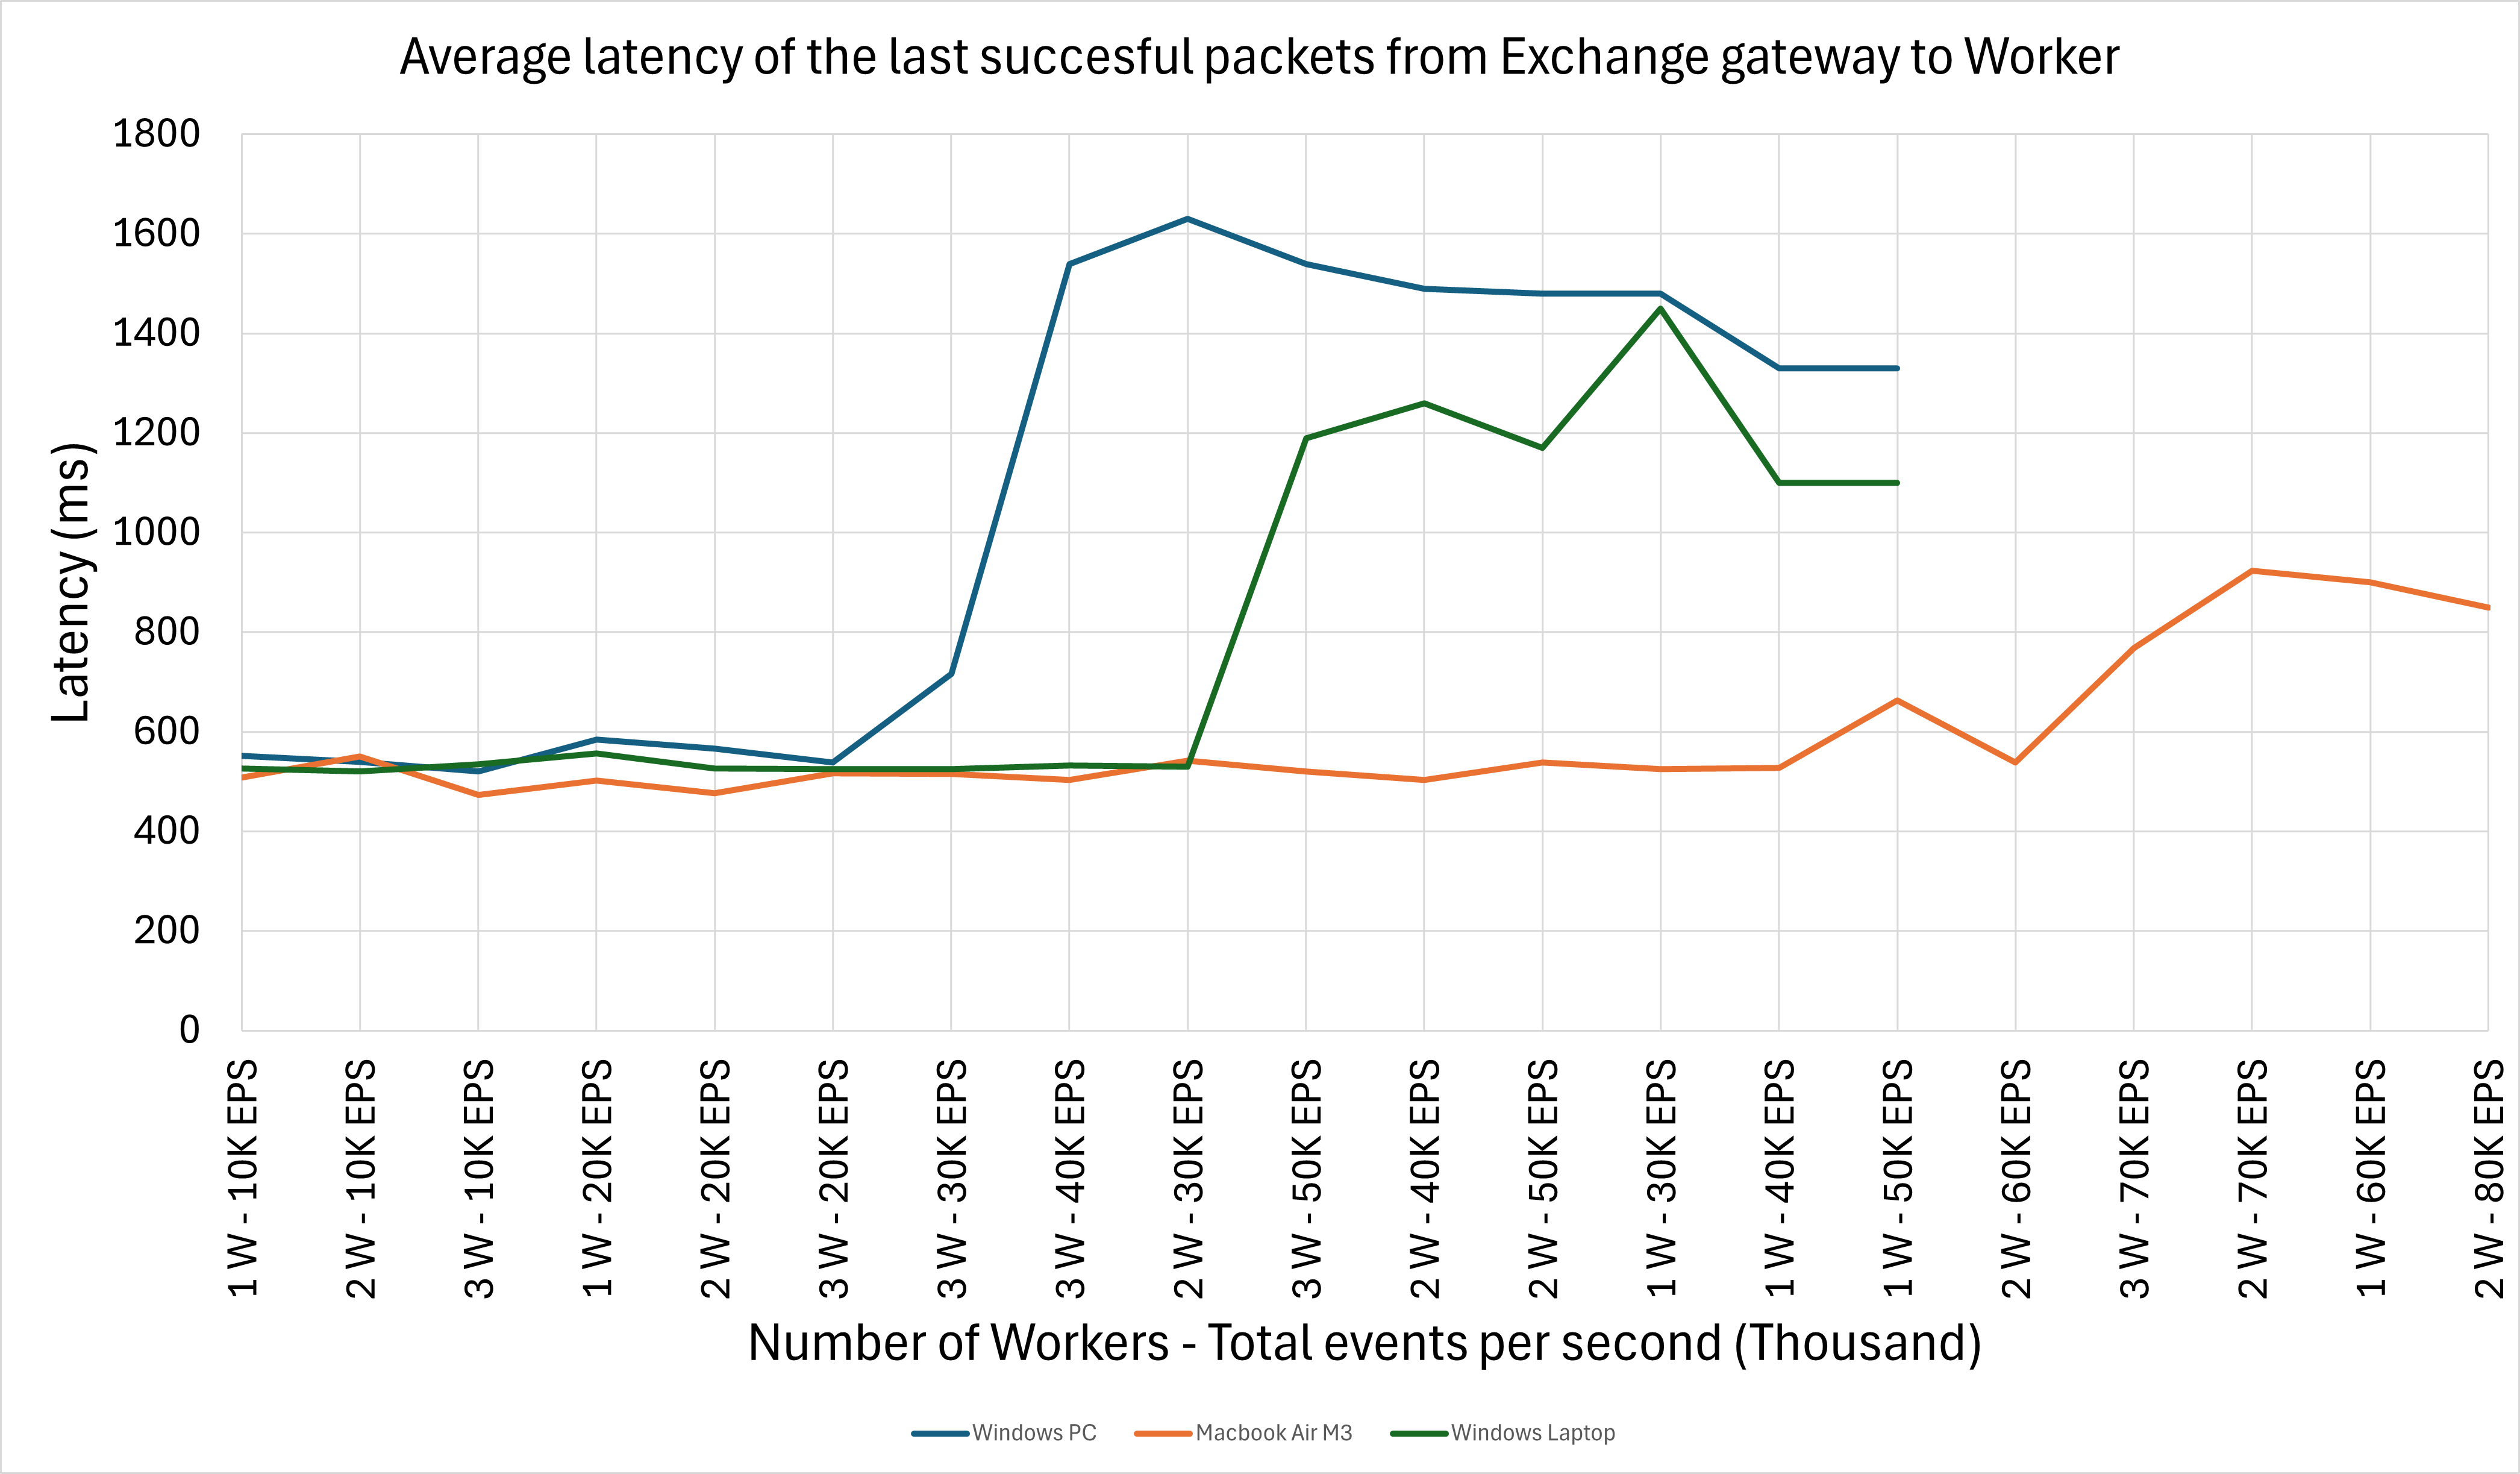 Average latency of the last succesful packets from Exchange gateway to Worker
Latency (ms)
1800
1600
1400
1200
1000
800
600
400
200
0
1 W - 10K EPS
2 W - 10K EPS
3 W - 10K EPS
1 W - 20K EPS
2 W - 20K EPS
3 W - 20K EPS
3 W - 30K EPS
3 W - 40K EPS
2 W - 30K EPS
3 W - 50K EPS
2 W - 40K EPS
2 W - 50K EPS
1 W - 30K EPS
1 W - 40K EPS
1 W - 50K EPS
2 W - 60K EPS
3 W - 70K EPS
2 W - 70K EPS
1 W - 60K EPS
2 W - 80K EPS
Number of Workers - Total events per second (Thousand)
Windows PC
Macbook Air M3
Windows Laptop